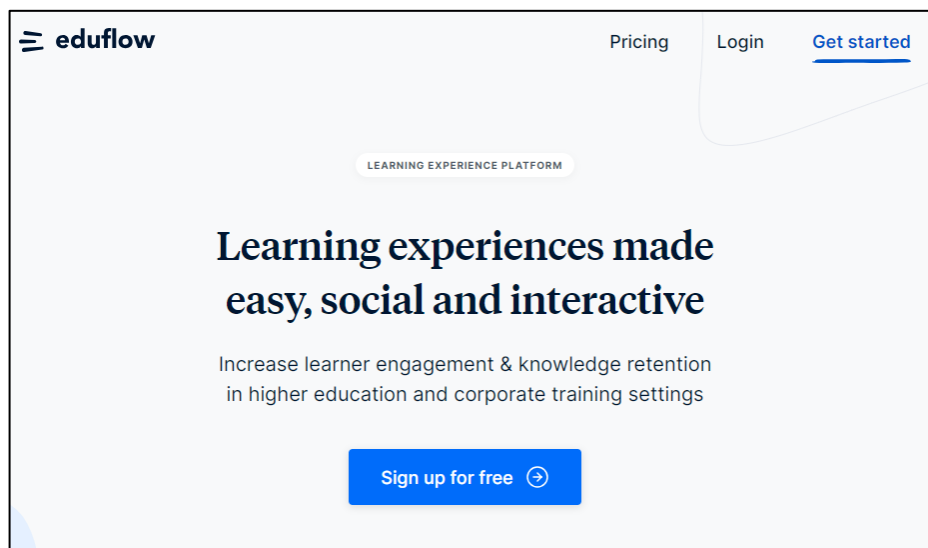 eduflow
Pricing
Login
Get started
LEARNING EXPERIENCE PLATFORM
Learning experiences made
easy, social and interactive
Increase learner engagement & knowledge retention
in higher education and corporate training settings
Sign up for free